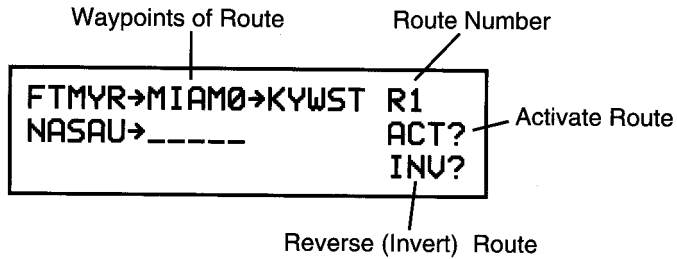 Waypoints of Route
Route Number
FTMYR→MIAM0→KYWST R1
NASAU→_____ ACT?
Activate Route
INV?
Reverse (Invert) Route